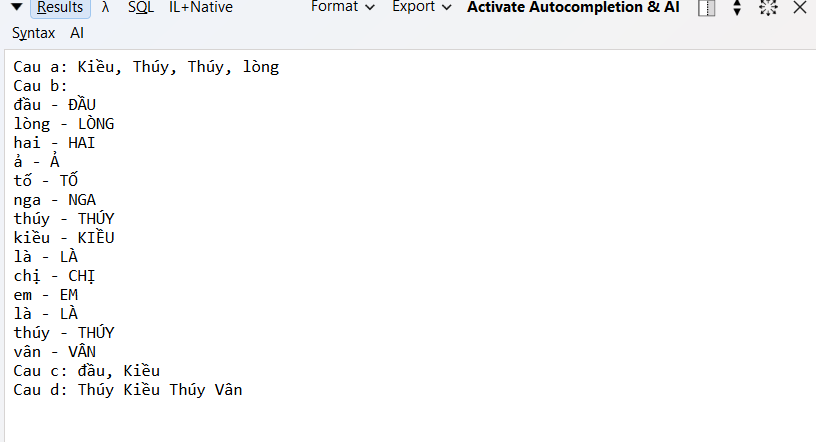 Results λ SQL IL+Native Format Export Activate Autocompletion & AI
Syntax AI
Cau a: Kiều, Thúy, Thúy, lòng
Cau b:
đầu - ĐẦU
lòng - LÒNG
hai - HAI
ả - Ả
tố - TỐ
nga - NGA
thúy - THÚY
kiều - KIỀU
là - LÀ
chị - CHỊ
em - EM
là - LÀ
thúy - THÚY
vân - VÂN
Cau c: đầu, Kiều
Cau d: Thúy Kiều Thúy Vân